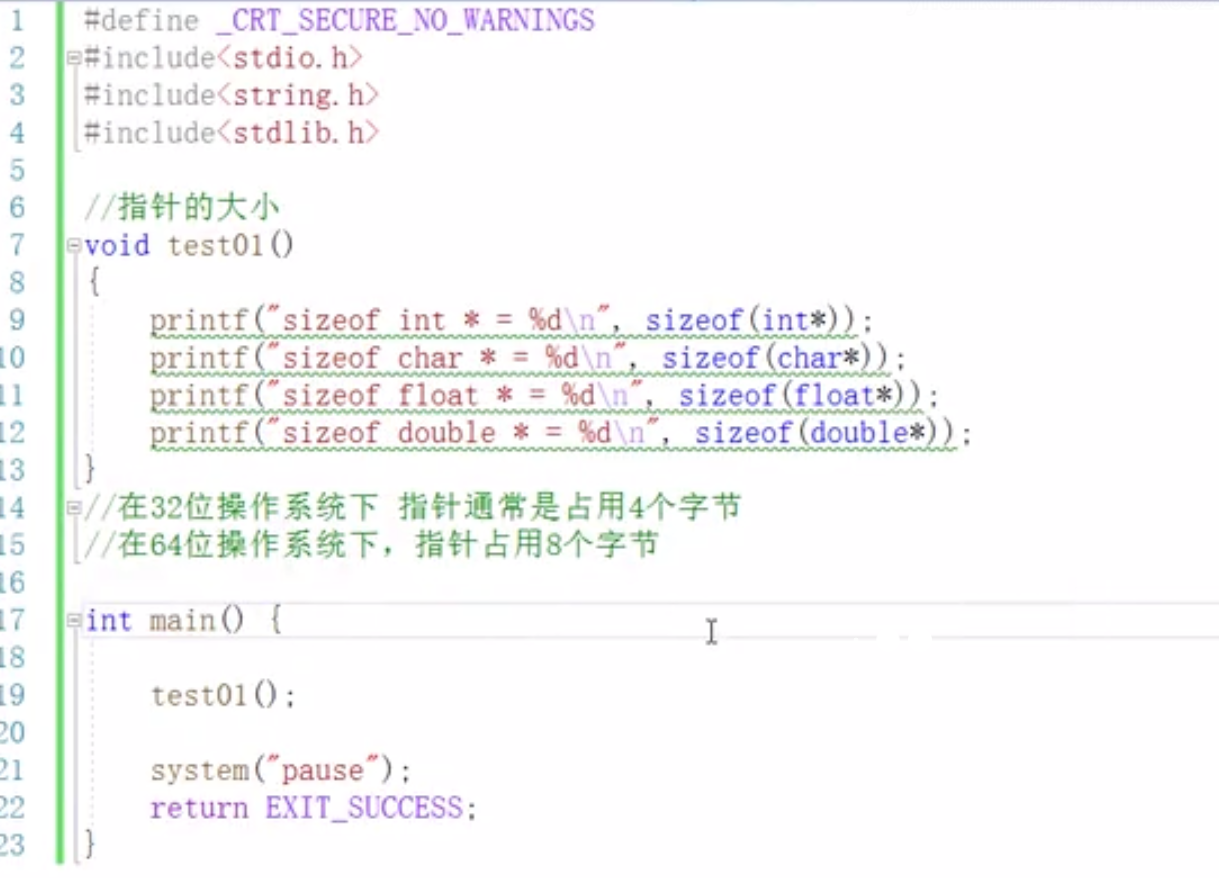 1 #define _CRT_SECURE_NO_WARNINGS
2 #include<stdio.h>
3 #include<string.h>
4 #include<stdlib.h>
5
6 //指针的大小
7 void test01()
8 {
9 printf("sizeof int * = %d\n", sizeof(int*));
10 printf("sizeof char * = %d\n", sizeof(char*));
11 printf("sizeof float * = %d\n", sizeof(float*));
12 printf("sizeof double * = %d\n", sizeof(double*));
13 }
14 //在32位操作系统下 指针通常是占用4个字节
15 //在64位操作系统下，指针占用8个字节
16
17 int main() {
18
19 test01();
20
21 system("pause");
22 return EXIT_SUCCESS;
23 }